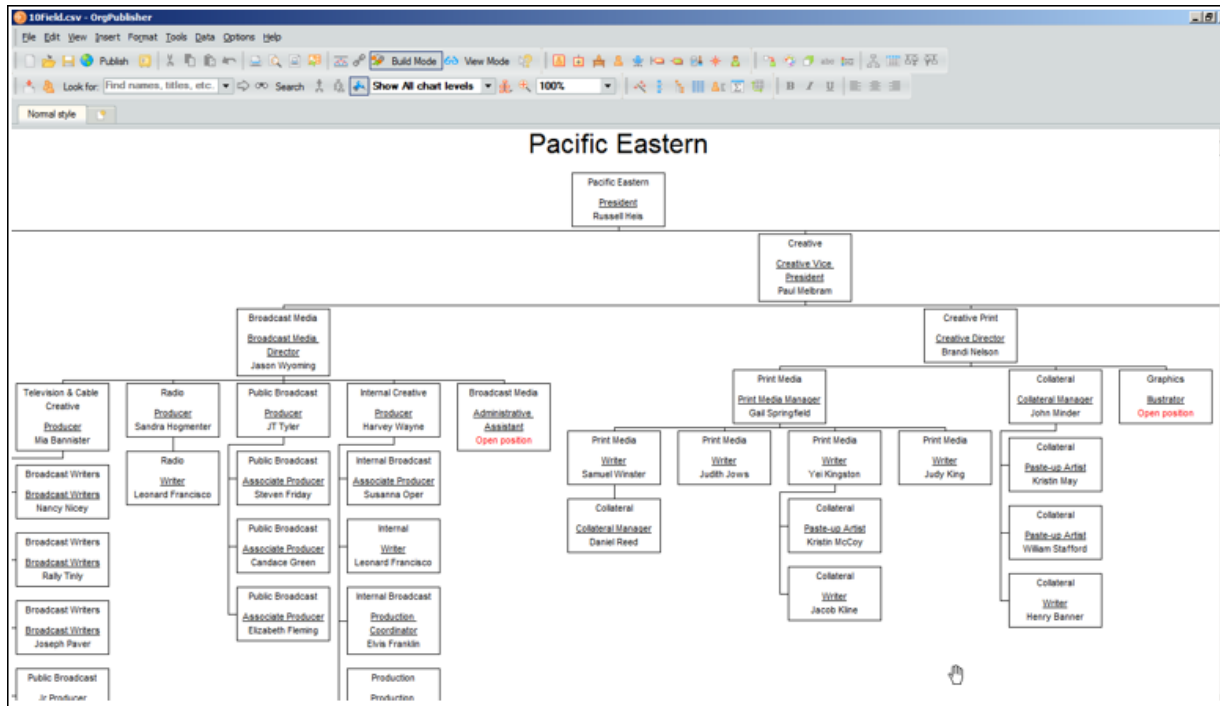 10Field.csv - OrgPublisher
File Edit View Insert Format Tools Data Options Help
Publish
Build Mode
View Mode
Look for:
Find names, titles, etc.
Search
Show All chart levels
100%
B I U
Normal style
Pacific Eastern
Pacific Eastern
President
Russell Heis
Creative
Creative Vice
President
Paul Melbram
Broadcast Media
Broadcast Media
Director
Jason Wyoming
Creative Print
Creative Director
Brandi Nelson
Television & Cable
Creative
Producer
Mia Bannister
Radio
Producer
Sandra Hogmenter
Public Broadcast
Producer
JT Tyler
Internal Creative
Producer
Harvey Wayne
Broadcast Media
Administrative
Assistant
Open position
Print Media
Print Media Manager
Gail Springfield
Collateral
Collateral Manager
John Minder
Graphics
Illustrator
Open position
Print Media
Writer
Samuel Winster
Print Media
Writer
Judith Jows
Print Media
Writer
Yei Kingston
Print Media
Writer
Judy King
Broadcast Writers
Broadcast Writers
Nancy Nicey
Radio
Writer
Leonard Francisco
Public Broadcast
Associate Producer
Steven Friday
Internal Broadcast
Associate Producer
Susanna Oper
Collateral
Paste-up Artist
Kristin May
Collateral
Collateral Manager
Daniel Reed
Collateral
Paste-up Artist
Kristin McCoy
Collateral
Paste-up Artist
William Stafford
Broadcast Writers
Broadcast Writers
Rally Tinly
Public Broadcast
Associate Producer
Candace Green
Internal
Writer
Leonard Francisco
Collateral
Writer
Jacob Kline
Collateral
Writer
Henry Banner
Broadcast Writers
Broadcast Writers
Joseph Paver
Public Broadcast
Associate Producer
Elizabeth Fleming
Internal Broadcast
Production
Coordinator
Elvis Franklin
Public Broadcast
Jr Producer
Production
Production